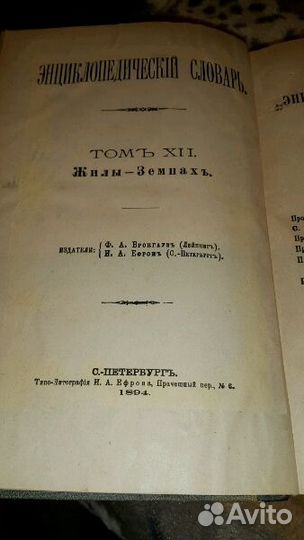 ЭНЦИКЛОПЕДИЧЕСКІЙ СЛОВАРЬ.
ТОМЪ XII.
Жилы—Земпахъ.
ИЗДАТЕЛИ:
Ф. А. Брокгаузъ (Лейпцигъ).
И. А. Ефронъ (С.-Петербургъ).
С.-ПЕТЕРБУРГЪ.
Типо-Литографія И. А. Ефрона, Прачешный пер., № 6.
1894.
Avito